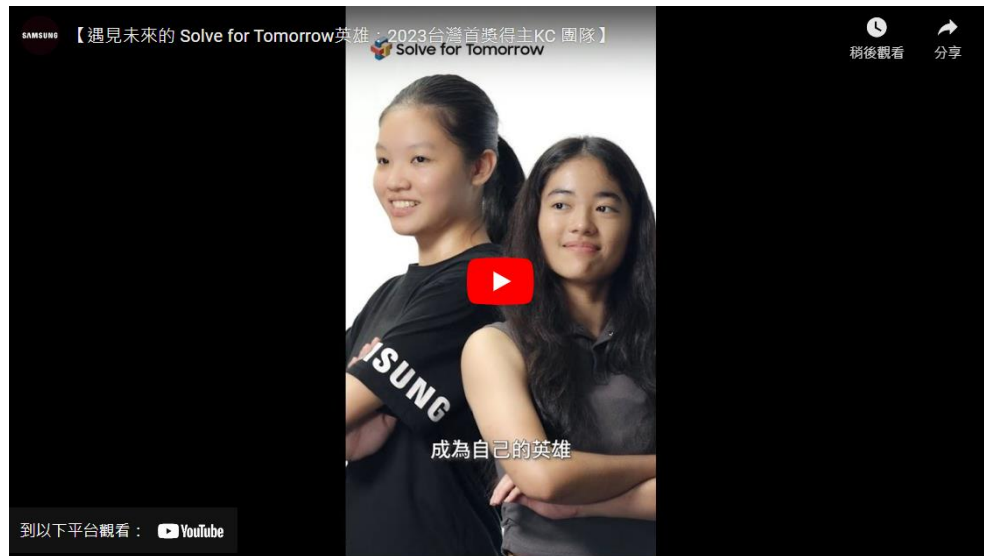 SAMSUNG
【遇見未來的 Solve for Tomorrow英雄：2023台灣首獎得主KC 團隊】
稍後觀看
分享
Solve for Tomorrow
MSUNG
成為自己的英雄
到以下平台觀看：
YouTube